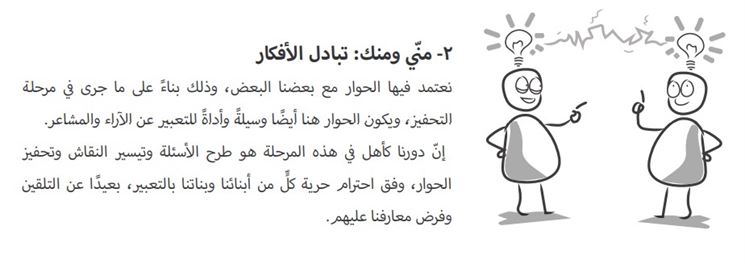 ٢- منّي ومنك: تبادل الأفكار
نعتمد فيها الحوار مع بعضنا البعض، وذلك بناءً على ما جرى في مرحلة
التحفيز، ويكون الحوار هنا أيضًا وسيلةً وأداةً للتعبير عن الآراء والمشاعر.
إنّ دورنا كأهل في هذه المرحلة هو طرح الأسئلة وتيسير النقاش وتحفيز
الحوار، وفق احترام حرية كلٍّ من أبنائنا وبناتنا بالتعبير، بعيدًا عن التلقين
وفرض معارفنا عليهم.